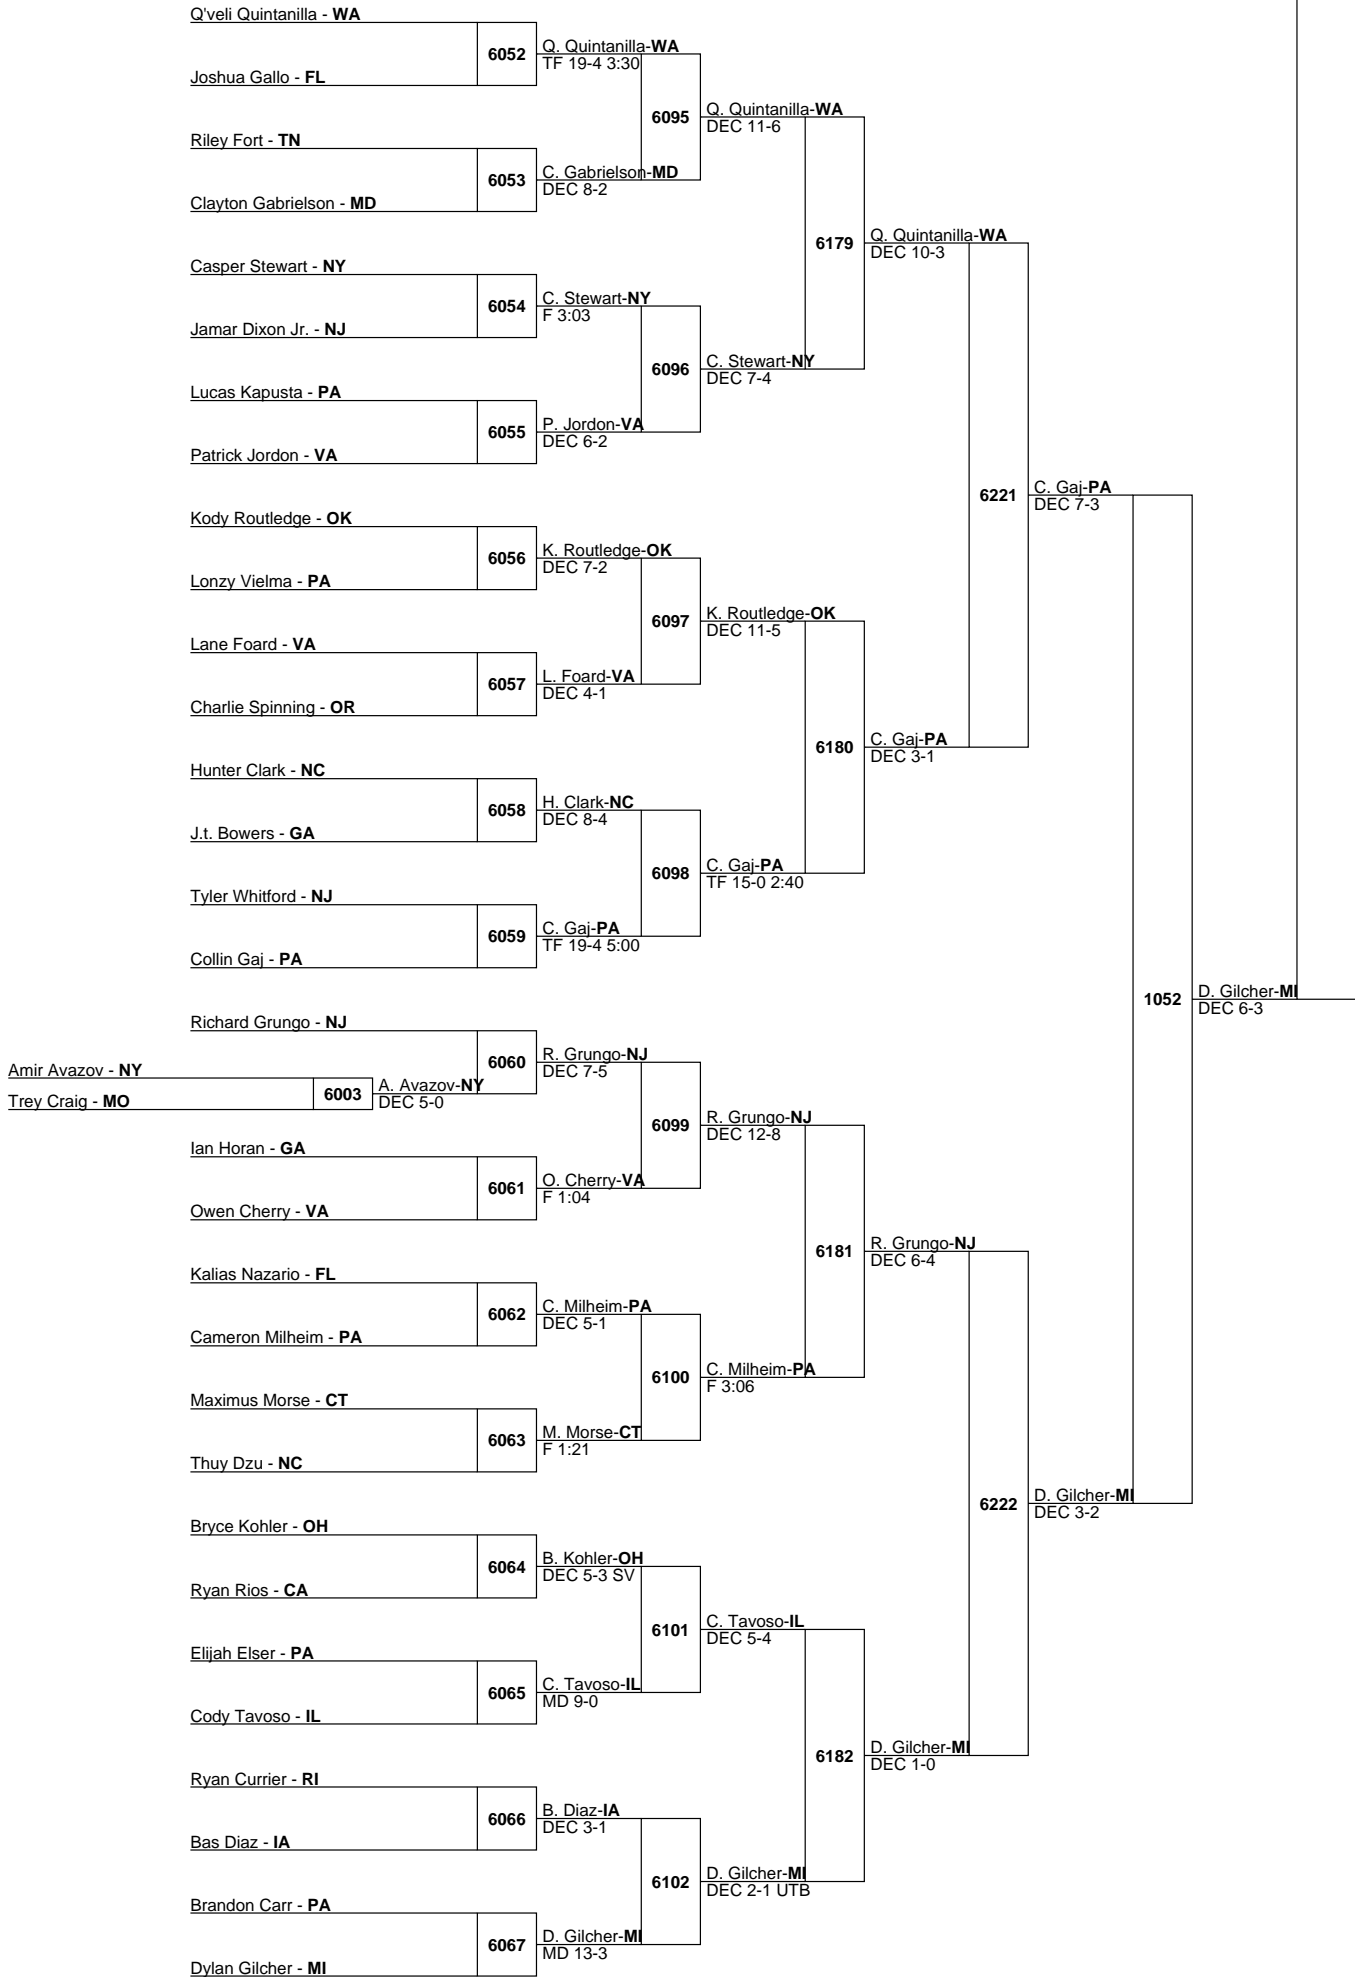 Q'veli Quintanilla - WA
6052
Q. Quintanilla-WA
TF 19-4 3:30
Joshua Gallo - FL
6095
Q. Quintanilla-WA
DEC 11-6
Riley Fort - TN
6053
C. Gabrielson-MD
DEC 8-2
Clayton Gabrielson - MD
6179
Q. Quintanilla-WA
DEC 10-3
Casper Stewart - NY
6054
C. Stewart-NY
F 3:03
Jamar Dixon Jr. - NJ
6096
C. Stewart-NY
DEC 7-4
Lucas Kapusta - PA
6055
P. Jordon-VA
DEC 6-2
Patrick Jordon - VA
6221
C. Gaj-PA
DEC 7-3
Kody Routledge - OK
6056
K. Routledge-OK
DEC 7-2
Lonzy Vielma - PA
6097
K. Routledge-OK
DEC 11-5
Lane Foard - VA
6057
L. Foard-VA
DEC 4-1
Charlie Spinning - OR
6180
C. Gaj-PA
DEC 3-1
Hunter Clark - NC
6058
H. Clark-NC
DEC 8-4
J.t. Bowers - GA
6098
C. Gaj-PA
TF 15-0 2:40
Tyler Whitford - NJ
6059
C. Gaj-PA
TF 19-4 5:00
Collin Gaj - PA
1052
D. Gilcher-MI
DEC 6-3
Richard Grungo - NJ
6060
R. Grungo-NJ
DEC 7-5
Amir Avazov - NY
6003
A. Avazov-NY
DEC 5-0
Trey Craig - MO
6099
R. Grungo-NJ
DEC 12-8
Ian Horan - GA
6061
O. Cherry-VA
F 1:04
Owen Cherry - VA
6181
R. Grungo-NJ
DEC 6-4
Kalias Nazario - FL
6062
C. Milheim-PA
DEC 5-1
Cameron Milheim - PA
6100
C. Milheim-PA
F 3:06
Maximus Morse - CT
6063
M. Morse-CT
F 1:21
Thuy Dzu - NC
6222
D. Gilcher-MI
DEC 3-2
Bryce Kohler - OH
6064
B. Kohler-OH
DEC 5-3 SV
Ryan Rios - CA
6101
C. Tavoso-IL
DEC 5-4
Elijah Elser - PA
6065
C. Tavoso-IL
MD 9-0
Cody Tavoso - IL
6182
D. Gilcher-MI
DEC 1-0
Ryan Currier - RI
6066
B. Diaz-IA
DEC 3-1
Bas Diaz - IA
6102
D. Gilcher-MI
DEC 2-1 UTB
Brandon Carr - PA
6067
D. Gilcher-MI
MD 13-3
Dylan Gilcher - MI